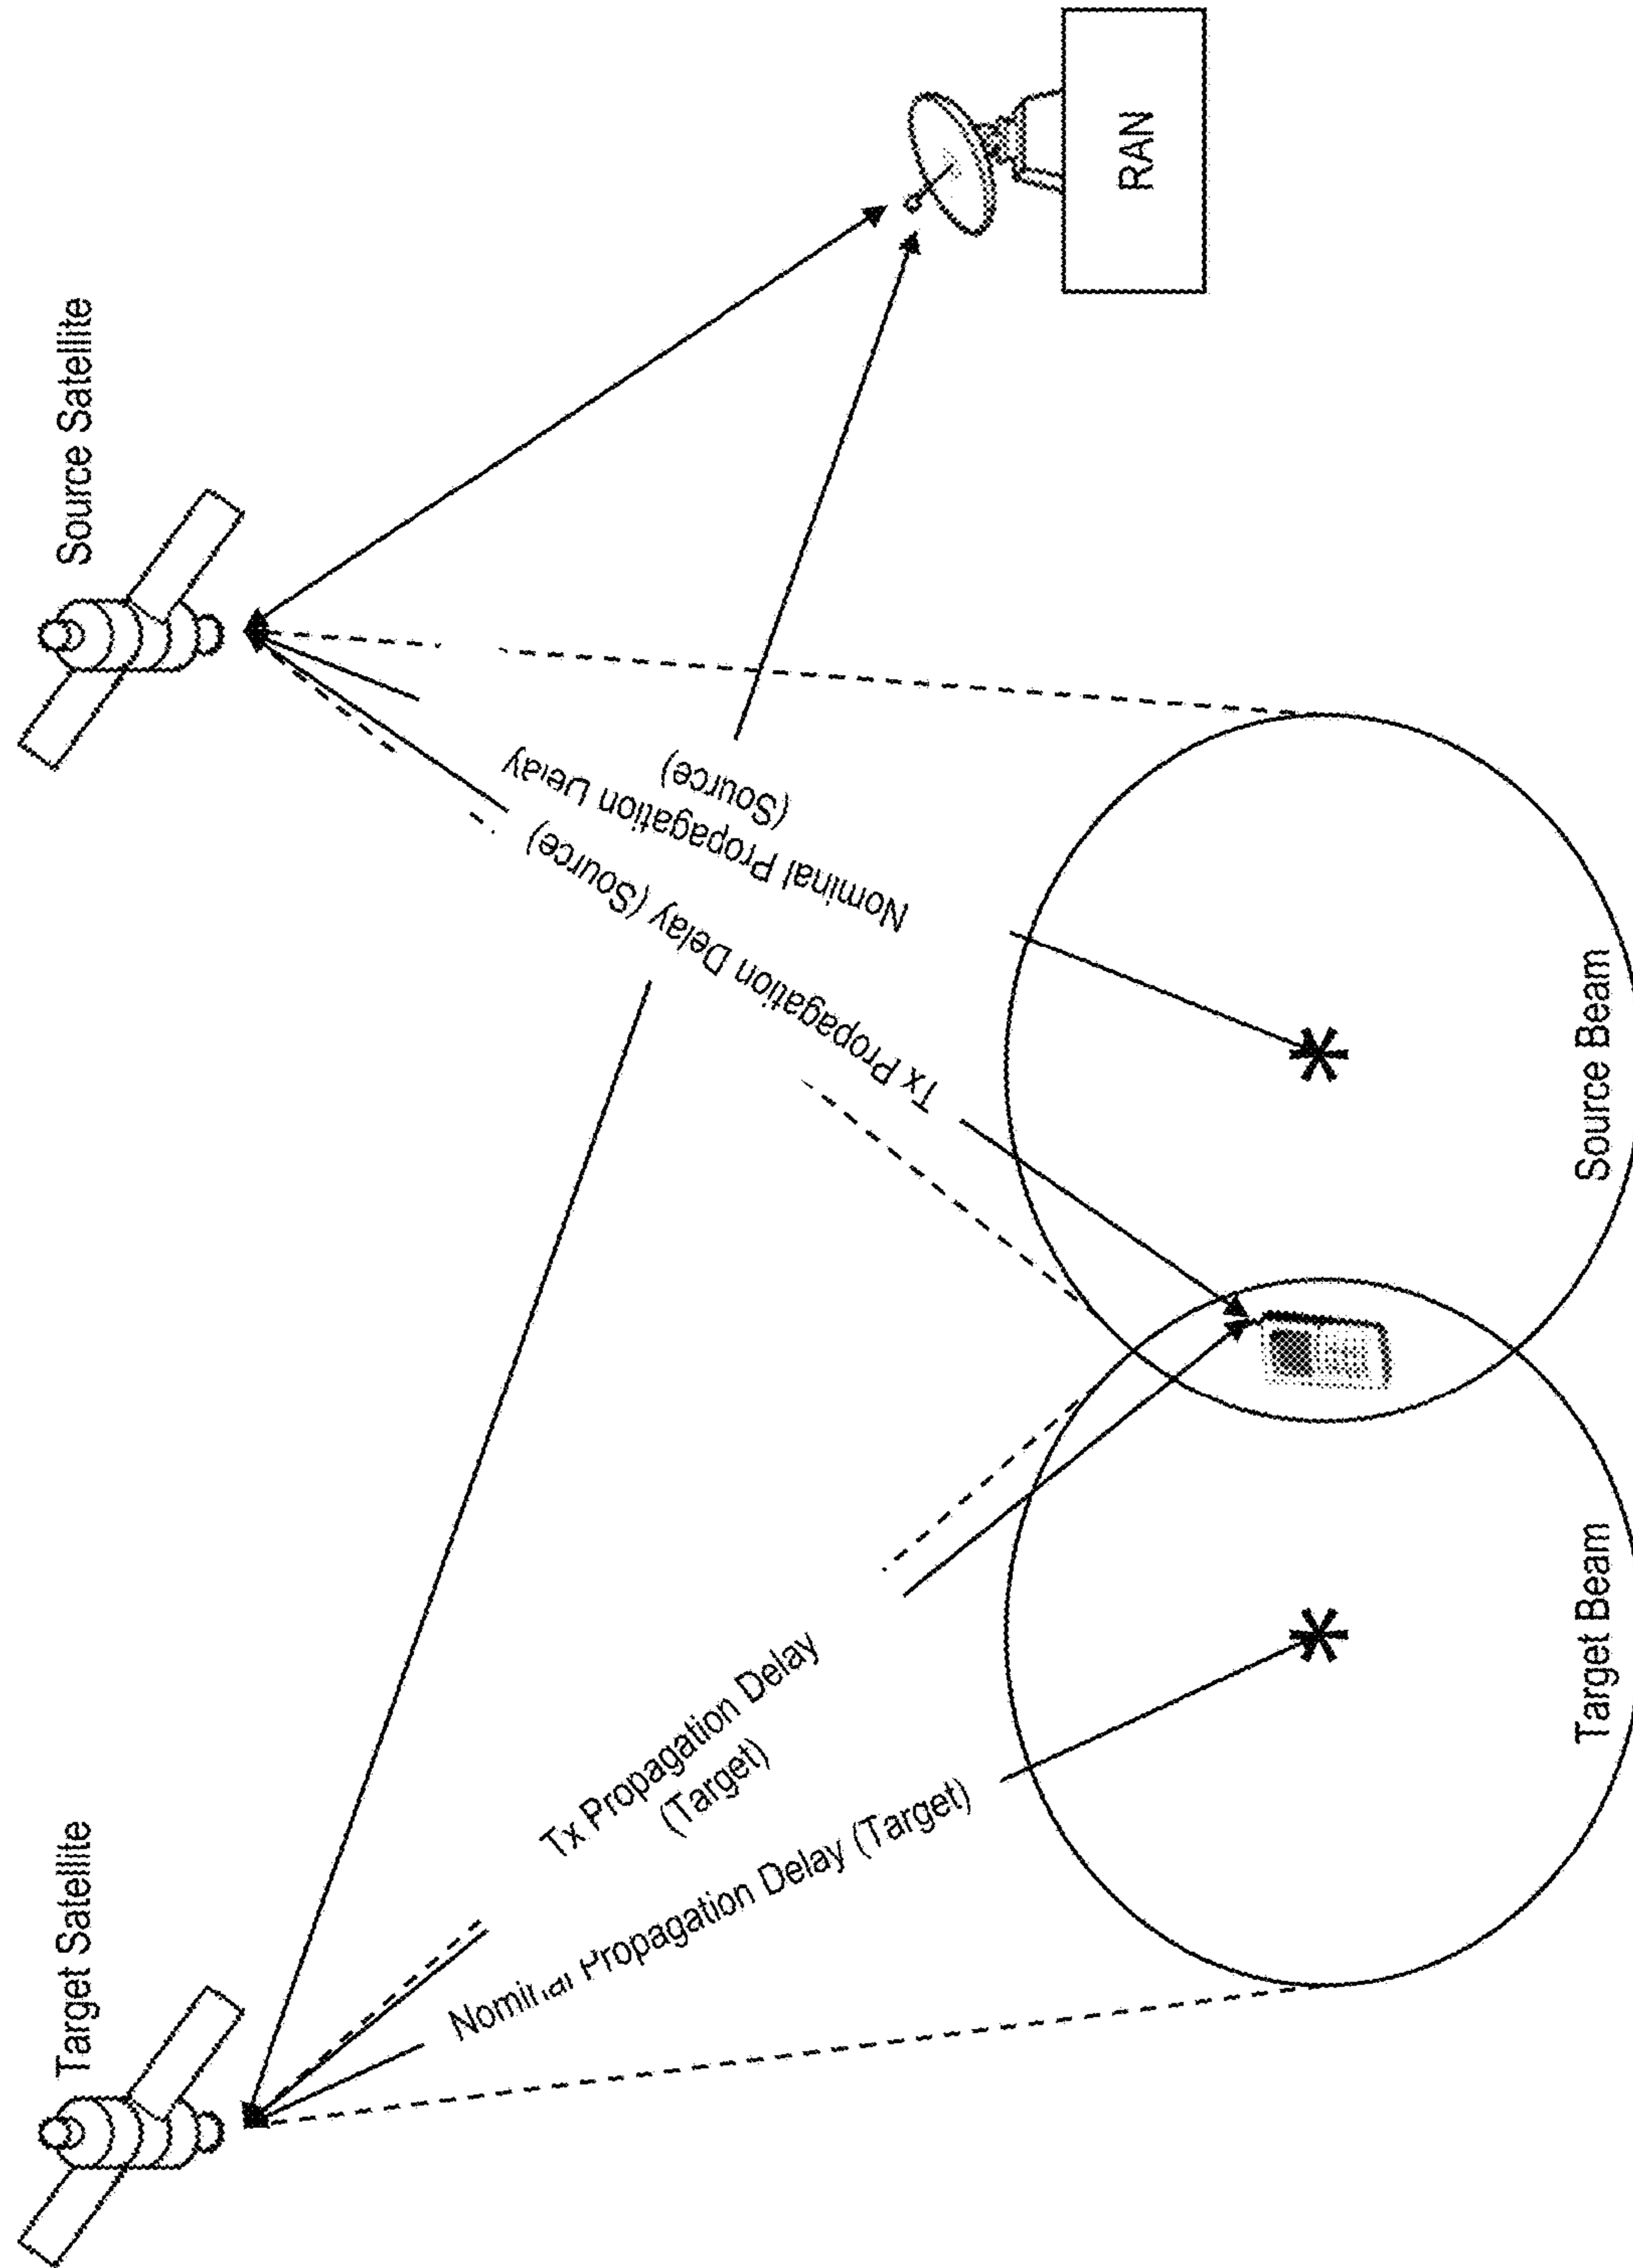 Target Satellite
Source Satellite
Nominal Propagation Delay (Target)
Tx Propagation Delay
(Target)
Tx Propagation Delay (Source)
Nominal Propagation Delay
(Source)
RAN
Target Beam
Source Beam